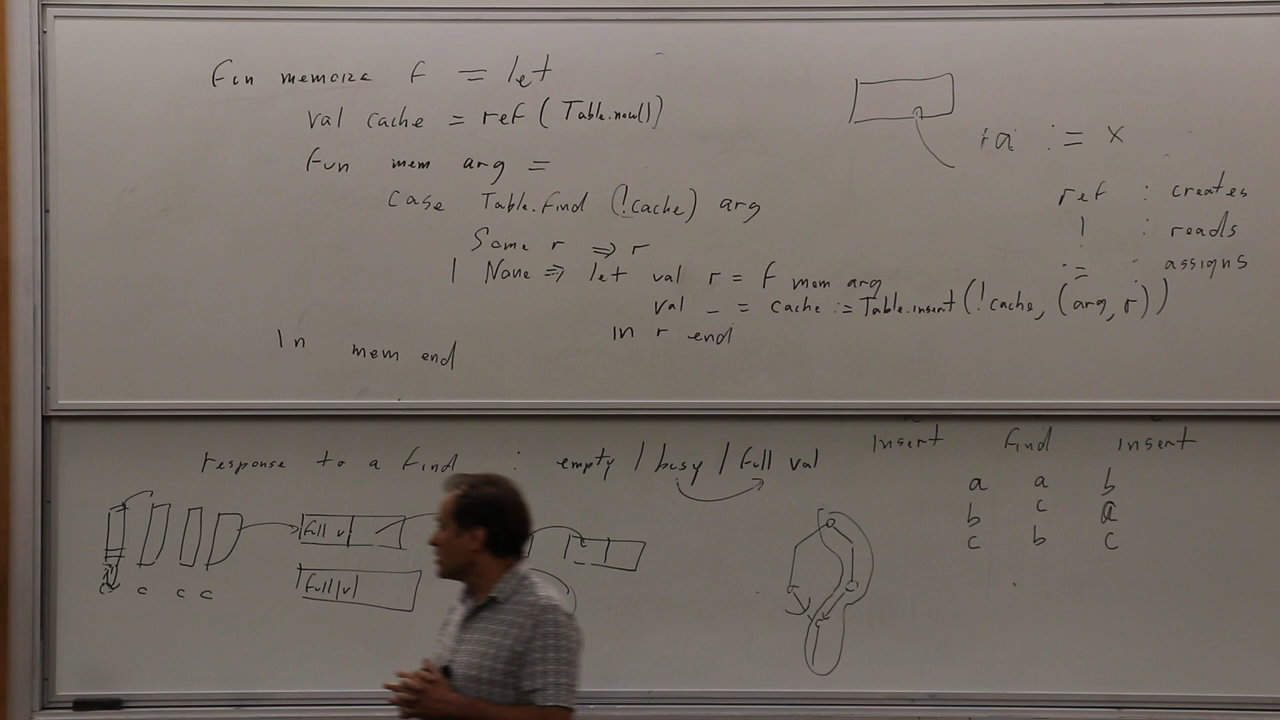 Fun memoize f = let
val cache = ref ( Table.new())
fun mem arg =
case Table.find (!cache) arg
Some r => r
| None => let val r = f mem arg
val _ = cache := Table.insert (!cache, (arg, r))
in r end
In mem end
:= x
ref : creates
! : reads
:= : assigns
response to a find : empty / busy / full val
Insert find insert
a a b
b c a
c b c
full v
full v
c c c c